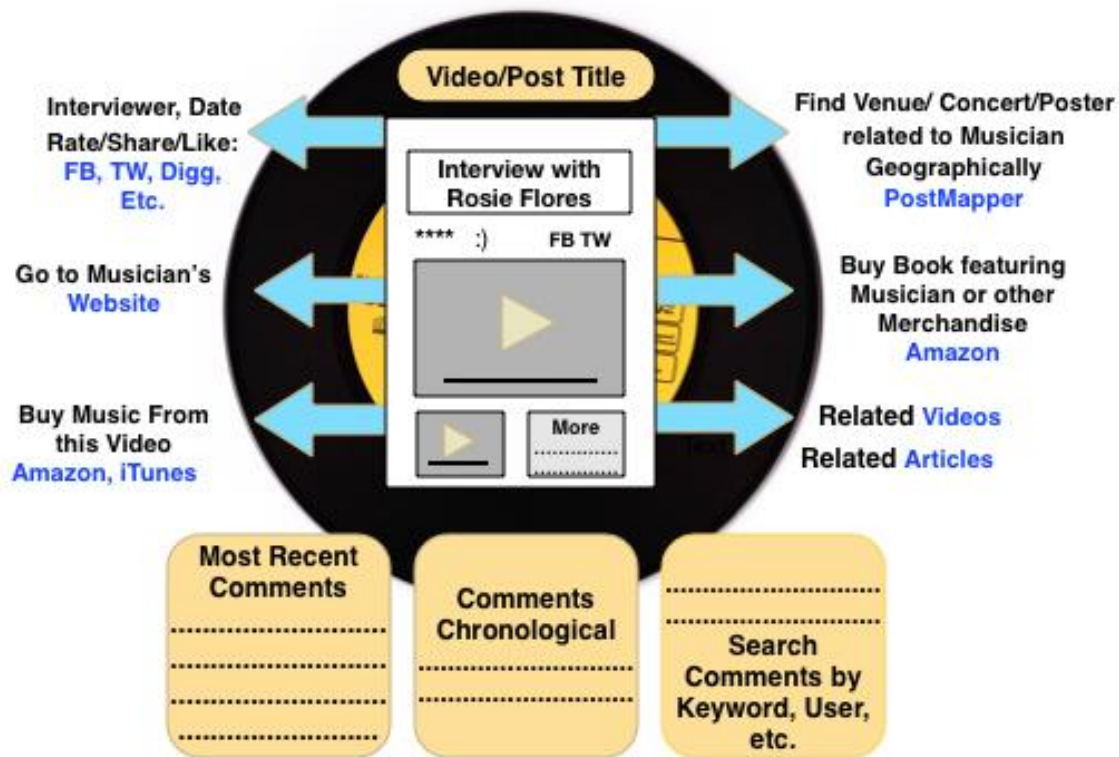 Video/Post Title
Interviewer, Date
Rate/Share/Like:
FB, TW, Digg,
Etc.
Go to Musician's
Website
Buy Music From
this Video
Amazon, iTunes
Interview with
Rosie Flores
**** :) FB TW
More
Find Venue/ Concert/Poster
related to Musician
Geographically
PostMapper
Buy Book featuring
Musician or other
Merchandise
Amazon
Related Videos
Related Articles
Text
Most Recent
Comments
Comments
Chronological
Search
Comments by
Keyword, User,
etc.